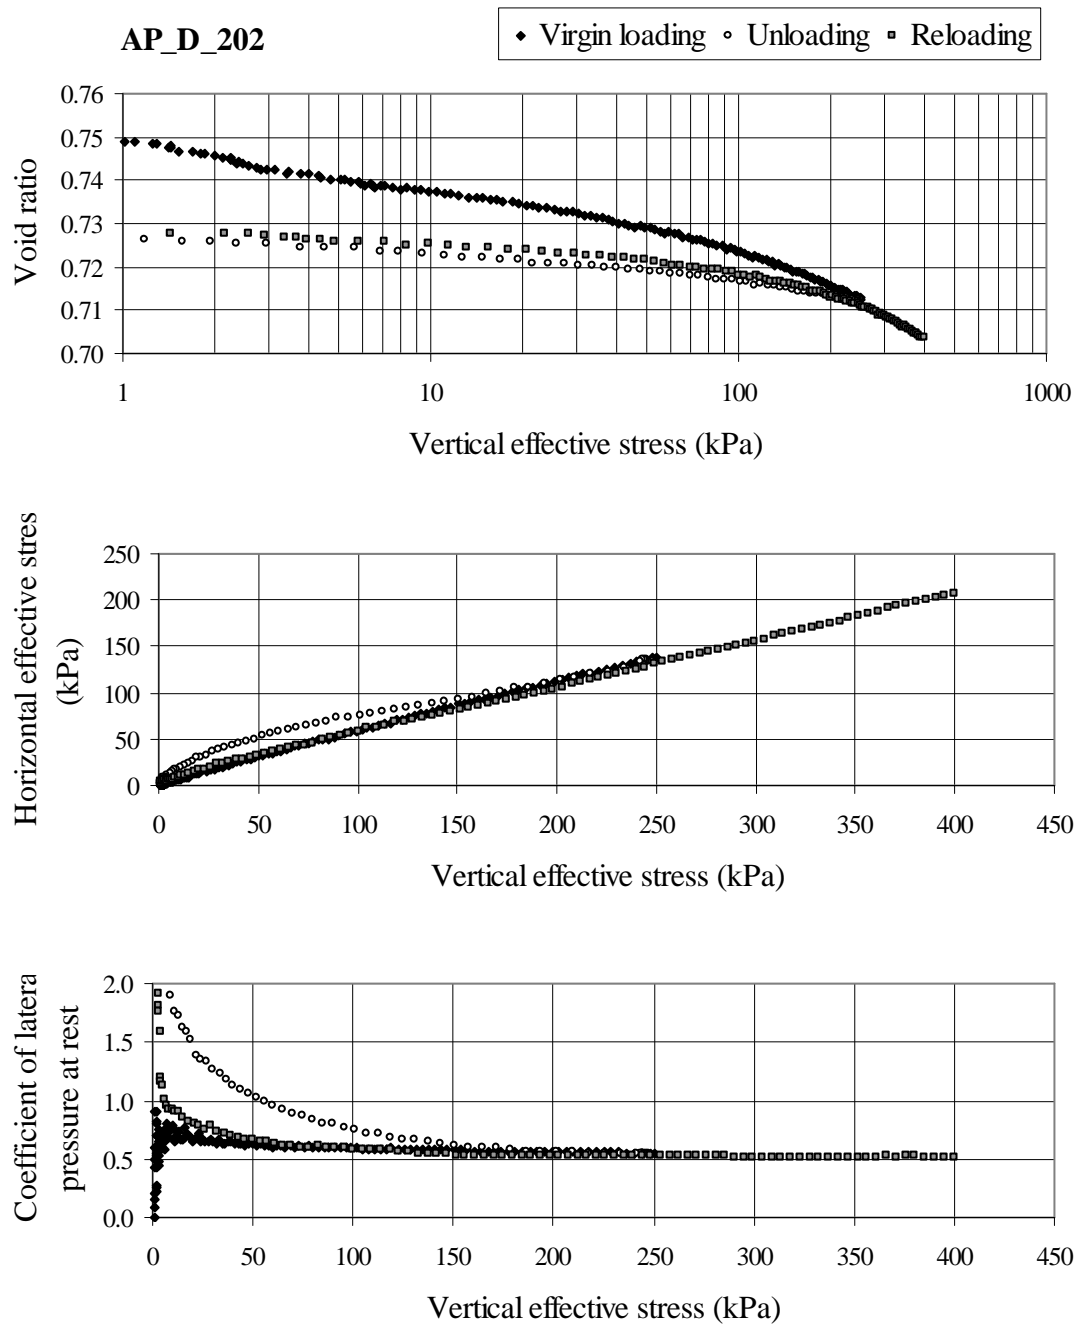 AP_D_202
Virgin loading Unloading Reloading
0.76
0.75
0.74
0.73
0.72
0.71
0.70
Void ratio
1 10 100 1000
Vertical effective stress (kPa)
250
200
150
100
50
0
Horizontal effective stres
(kPa)
0 50 100 150 200 250 300 350 400 450
Vertical effective stress (kPa)
2.0
1.5
1.0
0.5
0.0
Coefficient of latera
pressure at rest
0 50 100 150 200 250 300 350 400 450
Vertical effective stress (kPa)